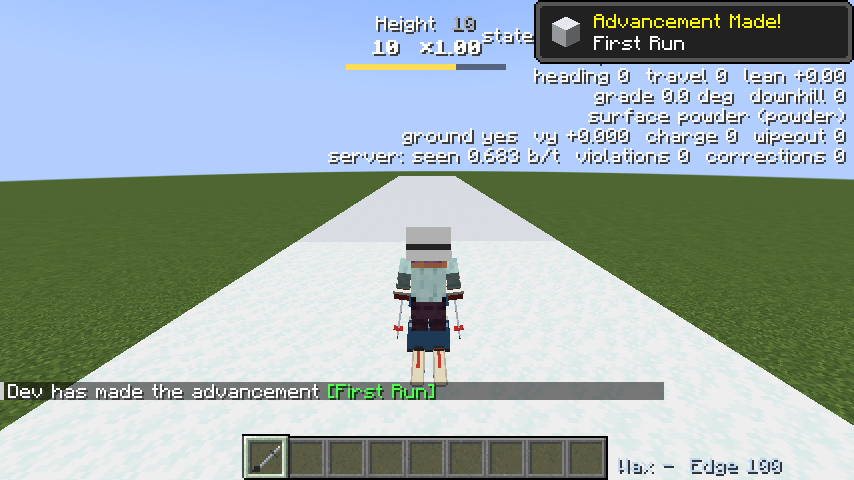 Height 10
10 ×1.00
state
Advancement Made!
First Run
heading 0 travel 0 lean +0.00
grade 0.0 deg downhill 0
surface powder (powder)
ground yes vy +0.000 charge 0 wipeout 0
server: seen 0.683 b/t violations 0 corrections 0
Dev has made the advancement [First Run]
Wax - Edge 100